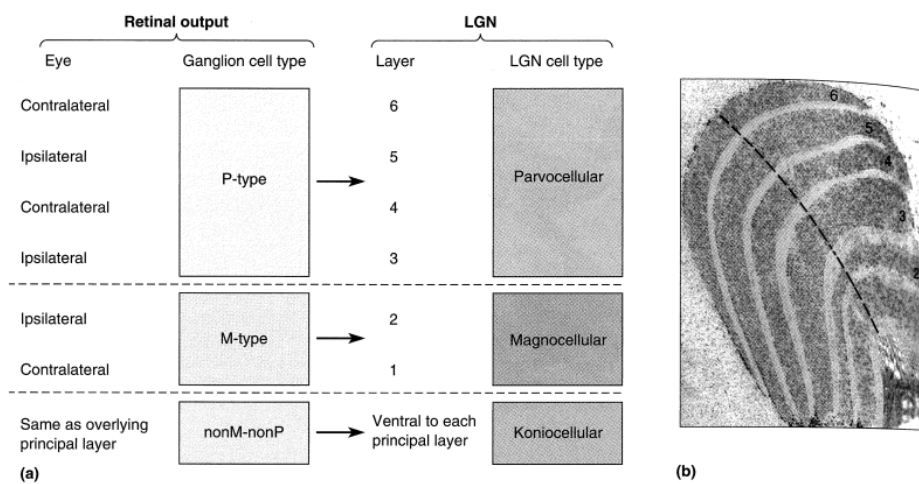 Retinal output LGN
Eye Ganglion cell type Layer LGN cell type
Contralateral 6
Ipsilateral 5
P-type Parvocellular
Contralateral 4
Ipsilateral 3
Ipsilateral 2
M-type Magnocellular
Contralateral 1
Same as overlying
principal layer
nonM-nonP
Ventral to each
principal layer
Koniocellular
(a)
6
5
4
3
2
(b)